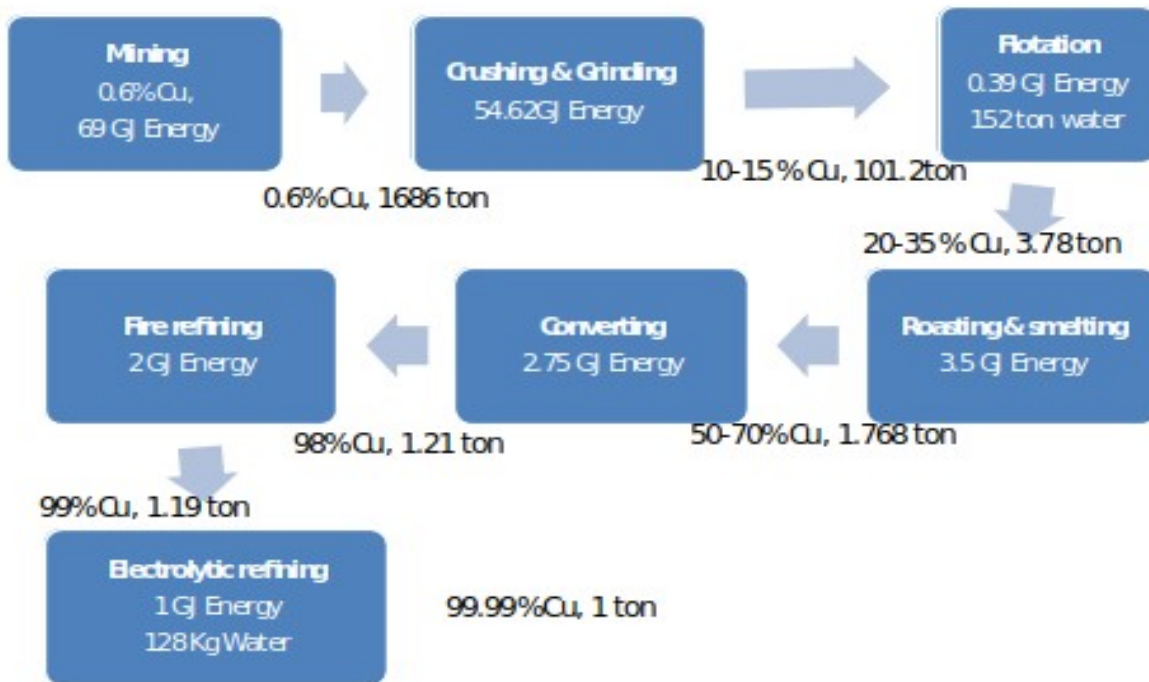 Mining
0.6% Cu,
69 GJ Energy
Crushing & Grinding
54.62GJ Energy
Flotation
0.39 GJ Energy
152 ton water
0.6% Cu, 1686 ton
10-15 % Cu, 101.2ton
20-35 % Cu, 3.78 ton
Fire refining
2 GJ Energy
Converting
2.75 GJ Energy
Roasting & smelting
3.5 GJ Energy
98% Cu, 1.21 ton
50-70% Cu, 1.768 ton
99% Cu, 1.19 ton
Electrolytic refining
1 GJ Energy
128 Kg Water
99.99% Cu, 1 ton